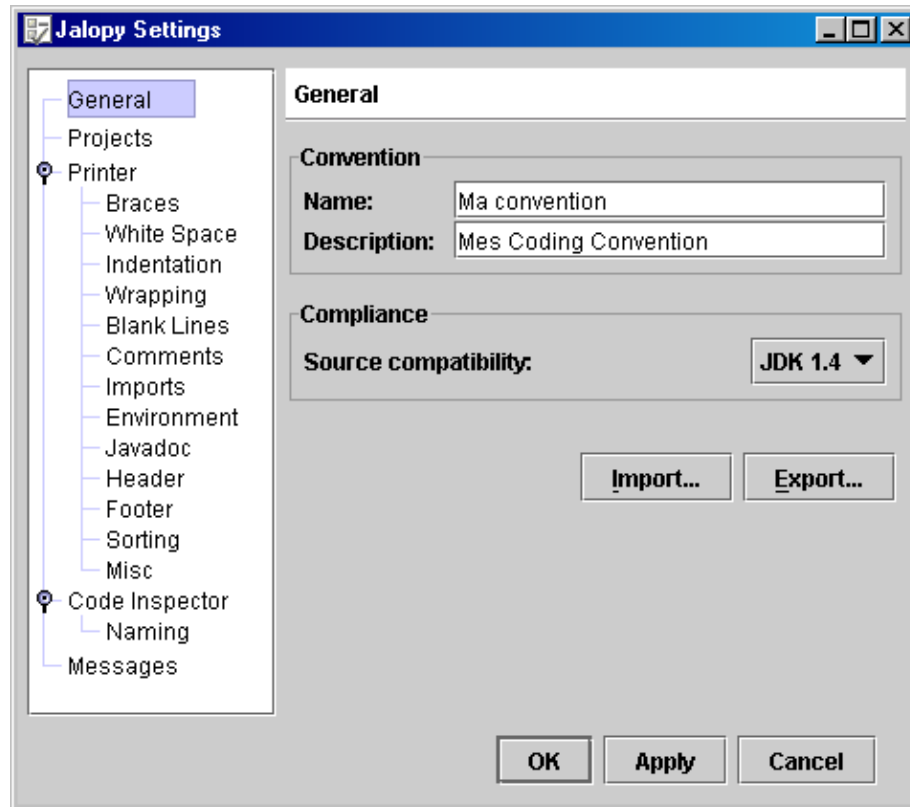 Jalopy Settings
General
Projects
Printer
Braces
White Space
Indentation
Wrapping
Blank Lines
Comments
Imports
Environment
Javadoc
Header
Footer
Sorting
Misc
Code Inspector
Naming
Messages
General
Convention
Name: Ma convention
Description: Mes Coding Convention
Compliance
Source compatibility: JDK 1.4
Import... Export...
OK Apply Cancel